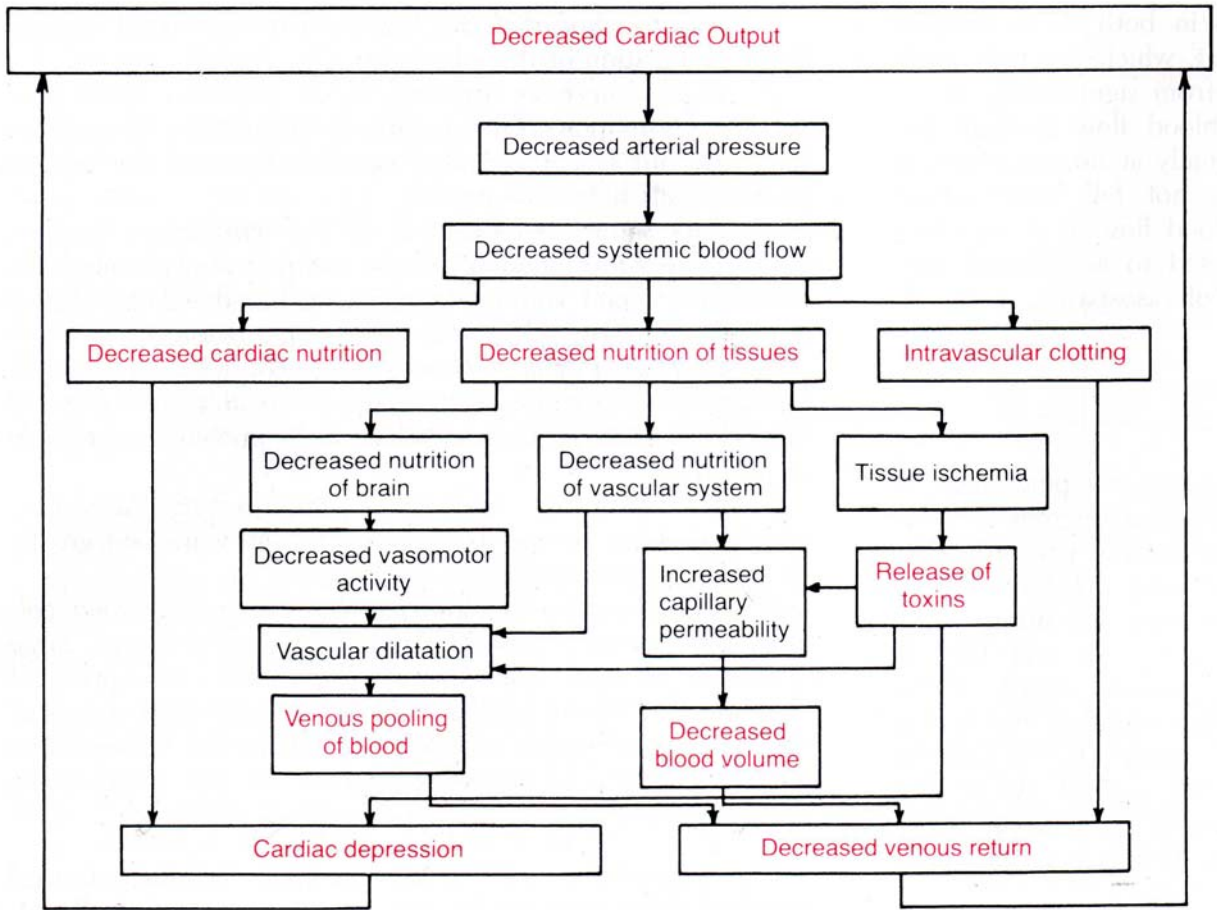 Decreased Cardiac Output
Decreased arterial pressure
Decreased systemic blood flow
Decreased cardiac nutrition
Decreased nutrition of tissues
Intravascular clotting
Decreased nutrition
of brain
Decreased nutrition
of vascular system
Tissue ischemia
Decreased vasomotor
activity
Increased
capillary
permeability
Release of
toxins
Vascular dilatation
Venous pooling
of blood
Decreased
blood volume
Cardiac depression
Decreased venous return